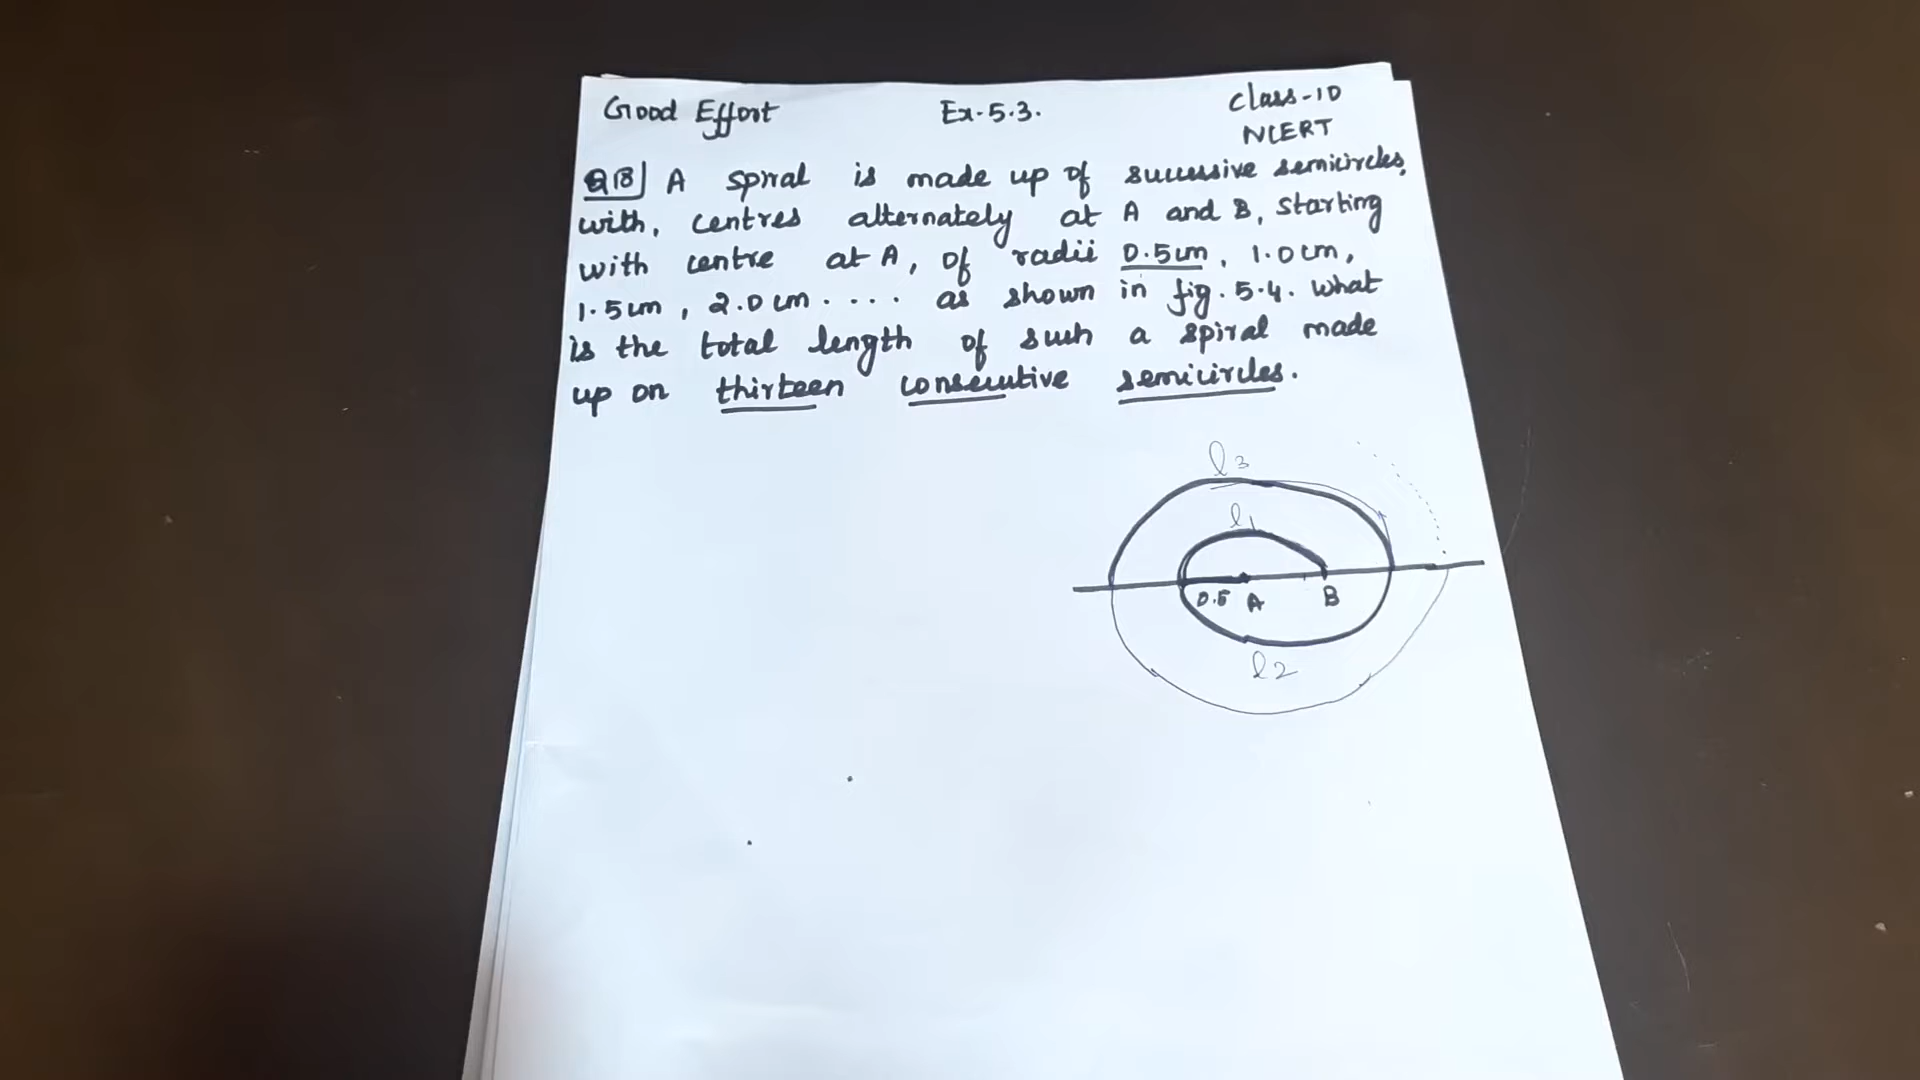 Good Effort Ex-5.3. Class-10
NCERT
Q18] A spiral is made up of successive semicircles,
with, centres alternately at A and B, starting
with centre at A, of radii 0.5cm, 1.0cm,
1.5cm, 2.0cm.... as shown in fig. 5.4. What
is the total length of such a spiral made
up on thirteen consecutive semicircles.
l3
l1
0.5 A B
l2